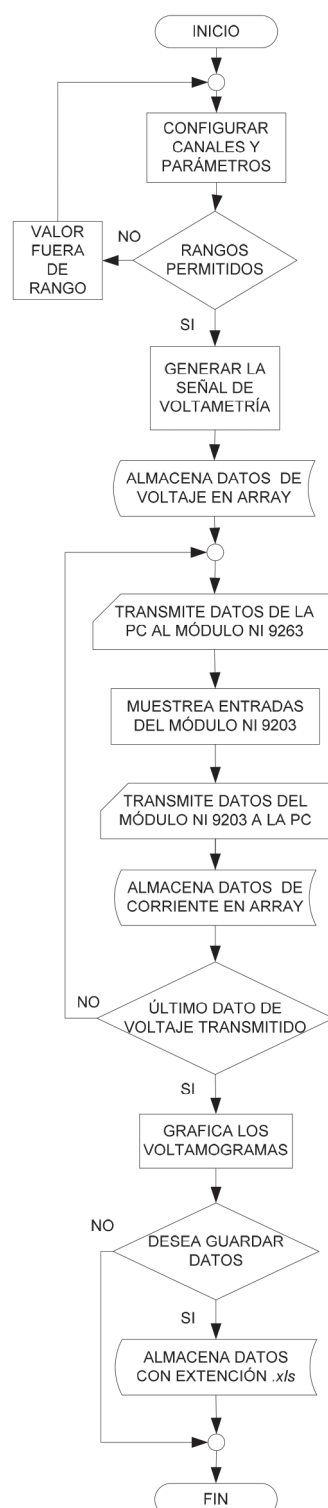 INICIO
CONFIGURAR
CANALES Y
PARÁMETROS
VALOR
FUERA
DE
RANGO
NO
RANGOS
PERMITIDOS
SI
GENERAR LA
SEÑAL DE
VOLTAMETRÍA
ALMACENA DATOS DE
VOLTAJE EN ARRAY
TRANSMITE DATOS DE LA
PC AL MÓDULO NI 9263
MUESTREA ENTRADAS
DEL MÓDULO NI 9203
TRANSMITE DATOS DEL
MÓDULO NI 9203 A LA PC
ALMACENA DATOS DE
CORRIENTE EN ARRAY
NO
ÚLTIMO DATO DE
VOLTAJE TRANSMITIDO
SI
GRAFICA LOS
VOLTAMOGRAMAS
NO
DESEA GUARDAR
DATOS
SI
ALMACENA DATOS
CON EXTENCIÓN .xls
FIN